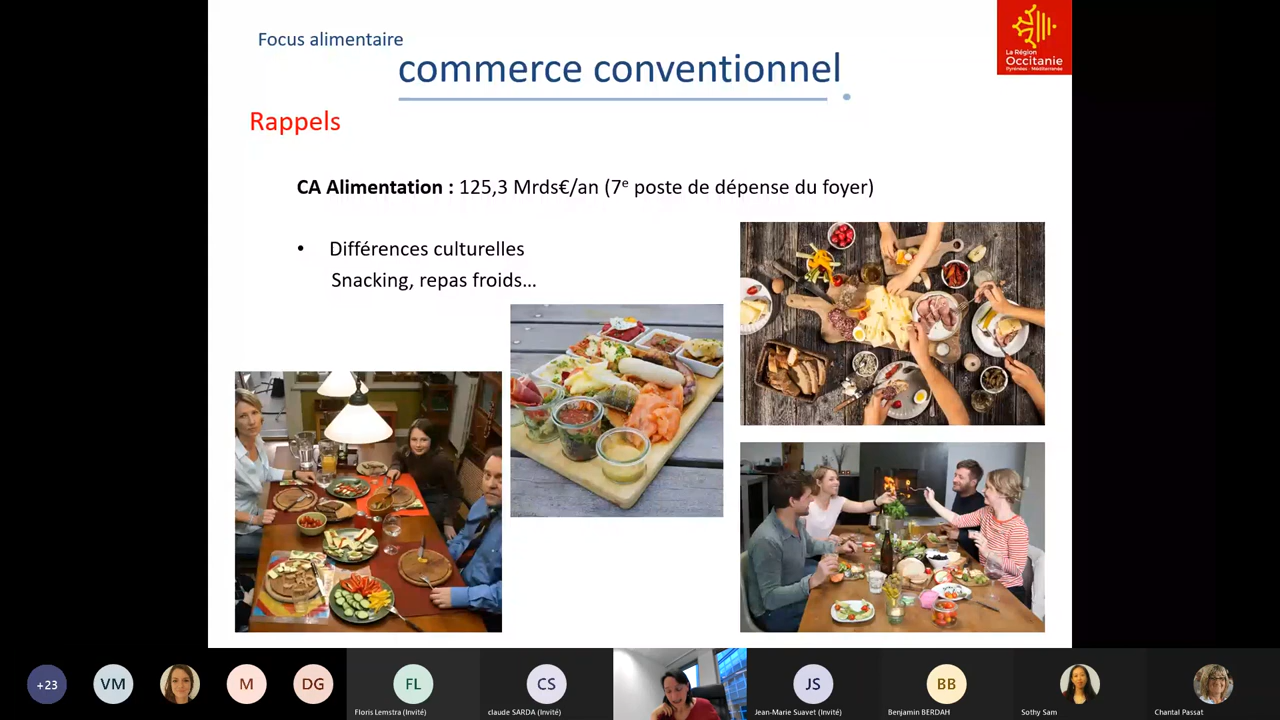 Focus alimentaire
commerce conventionnel
La Région
Occitanie
Pyrénées - Méditerranée
Rappels
CA Alimentation : 125,3 Mrds€/an (7e poste de dépense du foyer)
• Différences culturelles
Snacking, repas froids…
+23
VM
M
DG
FL
Floris Lemstra (Invité)
CS
claude SARDA (Invité)
JS
Jean-Marie Suavet (Invité)
BB
Benjamin BERDAH
Sothy Sam
Chantal Passat